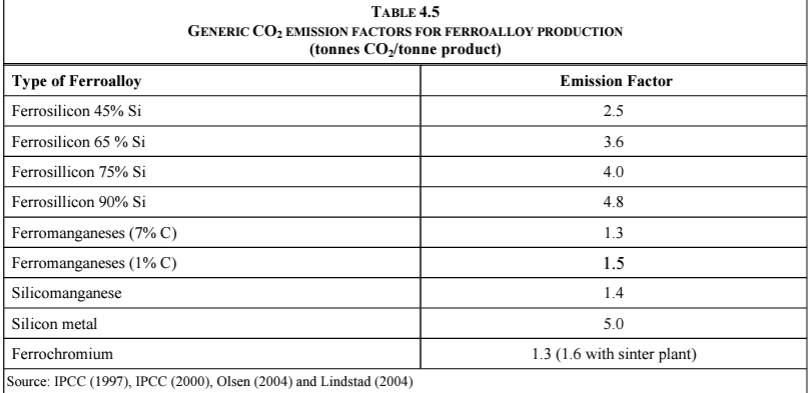 TABLE 4.5
GENERIC CO₂ EMISSION FACTORS FOR FERROALLOY PRODUCTION
(tonnes CO₂/tonne product)
Type of Ferroalloy Emission Factor
Ferrosilicon 45% Si 2.5
Ferrosilicon 65 % Si 3.6
Ferrosillicon 75% Si 4.0
Ferrosillicon 90% Si 4.8
Ferromanganeses (7% C) 1.3
Ferromanganeses (1% C) 1.5
Silicomanganese 1.4
Silicon metal 5.0
Ferrochromium 1.3 (1.6 with sinter plant)
Source: IPCC (1997), IPCC (2000), Olsen (2004) and Lindstad (2004)